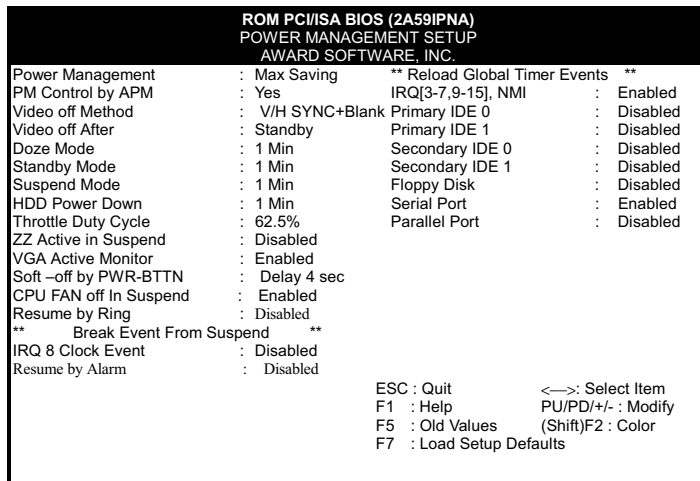 ROM PCI/ISA BIOS (2A59IPNA)
POWER MANAGEMENT SETUP
AWARD SOFTWARE, INC.
Power Management : Max Saving ** Reload Global Timer Events **
PM Control by APM : Yes IRQ[3-7,9-15], NMI : Enabled
Video off Method : V/H SYNC+Blank Primary IDE 0 : Disabled
Video off After : Standby Primary IDE 1 : Disabled
Doze Mode : 1 Min Secondary IDE 0 : Disabled
Standby Mode : 1 Min Secondary IDE 1 : Disabled
Suspend Mode : 1 Min Floppy Disk : Disabled
HDD Power Down : 1 Min Serial Port : Enabled
Throttle Duty Cycle : 62.5% Parallel Port : Disabled
ZZ Active in Suspend : Disabled
VGA Active Monitor : Enabled
Soft –off by PWR-BTTN : Delay 4 sec
CPU FAN off In Suspend : Enabled
Resume by Ring : Disabled
** Break Event From Suspend **
IRQ 8 Clock Event : Disabled
Resume by Alarm : Disabled
ESC : Quit <—>: Select Item
F1 : Help PU/PD/+/- : Modify
F5 : Old Values (Shift)F2 : Color
F7 : Load Setup Defaults